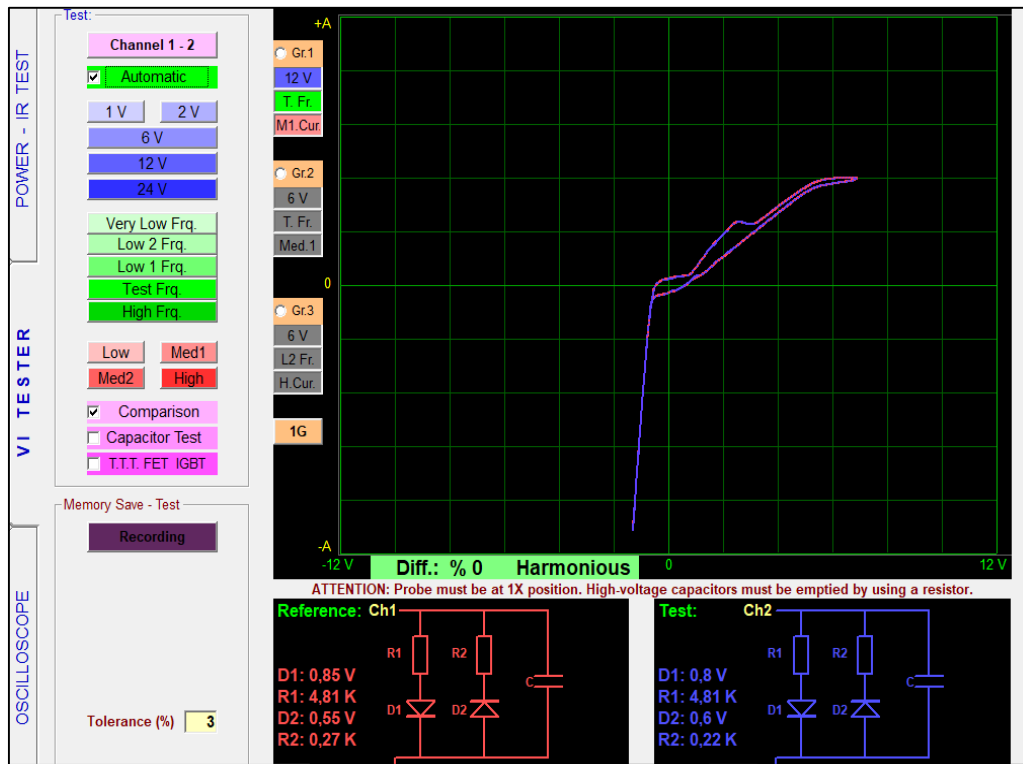 POWER - IR TEST
VI TESTER
OSCILLOSCOPE
Test:
Channel 1 - 2
Automatic
1 V
2 V
6 V
12 V
24 V
Very Low Frq.
Low 2 Frq.
Low 1 Frq.
Test Frq.
High Frq.
Low
Med1
Med2
High
Comparison
Capacitor Test
T.T.T. FET IGBT
Memory Save - Test
Recording
Tolerance (%)
3
+A
Gr.1
12 V
T. Fr.
M1.Cur.
Gr.2
6 V
T. Fr.
Med.1
0
Gr.3
6 V
L2 Fr.
H.Cur.
1G
-A
-12 V
0
12 V
Diff.: % 0 Harmonious
ATTENTION: Probe must be at 1X position. High-voltage capacitors must be emptied by using a resistor.
Reference: Ch1
R1
R2
C
D1
D2
D1: 0,85 V
R1: 4,81 K
D2: 0,55 V
R2: 0,27 K
Test: Ch2
R1
R2
C
D1
D2
D1: 0,8 V
R1: 4,81 K
D2: 0,6 V
R2: 0,22 K